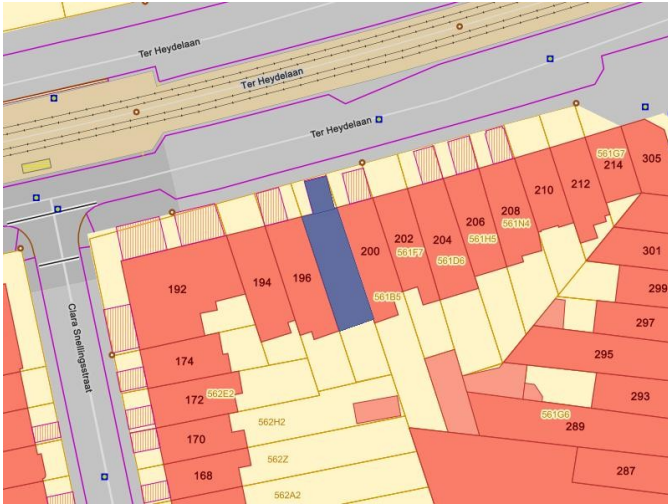 Ter Heydelaan
Ter Heydelaan
Ter Heydelaan
305
561G7
214
212
210
208
561N4
206
561H5
204
561D6
202
561F7
200
561B5
196
194
192
301
299
297
295
293
561G6
289
287
Clara Snellingsstraat
174
172
562E2
562H2
170
562Z
168
562A2